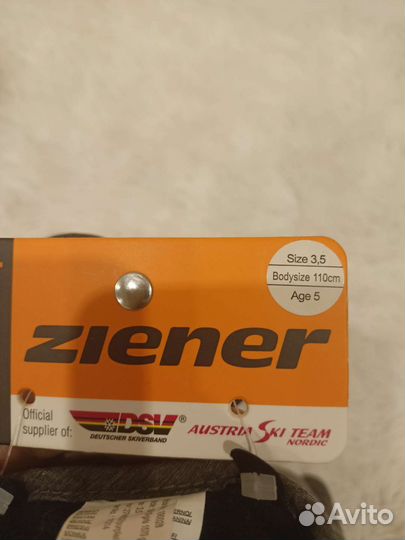 Size 3,5
Bodysize 110cm
Age 5
ziener
Official
supplier of:
DSV®
DEUTSCHER SKIVERBAND
AUSTRIA SKI TEAM
NORDIC
Avito